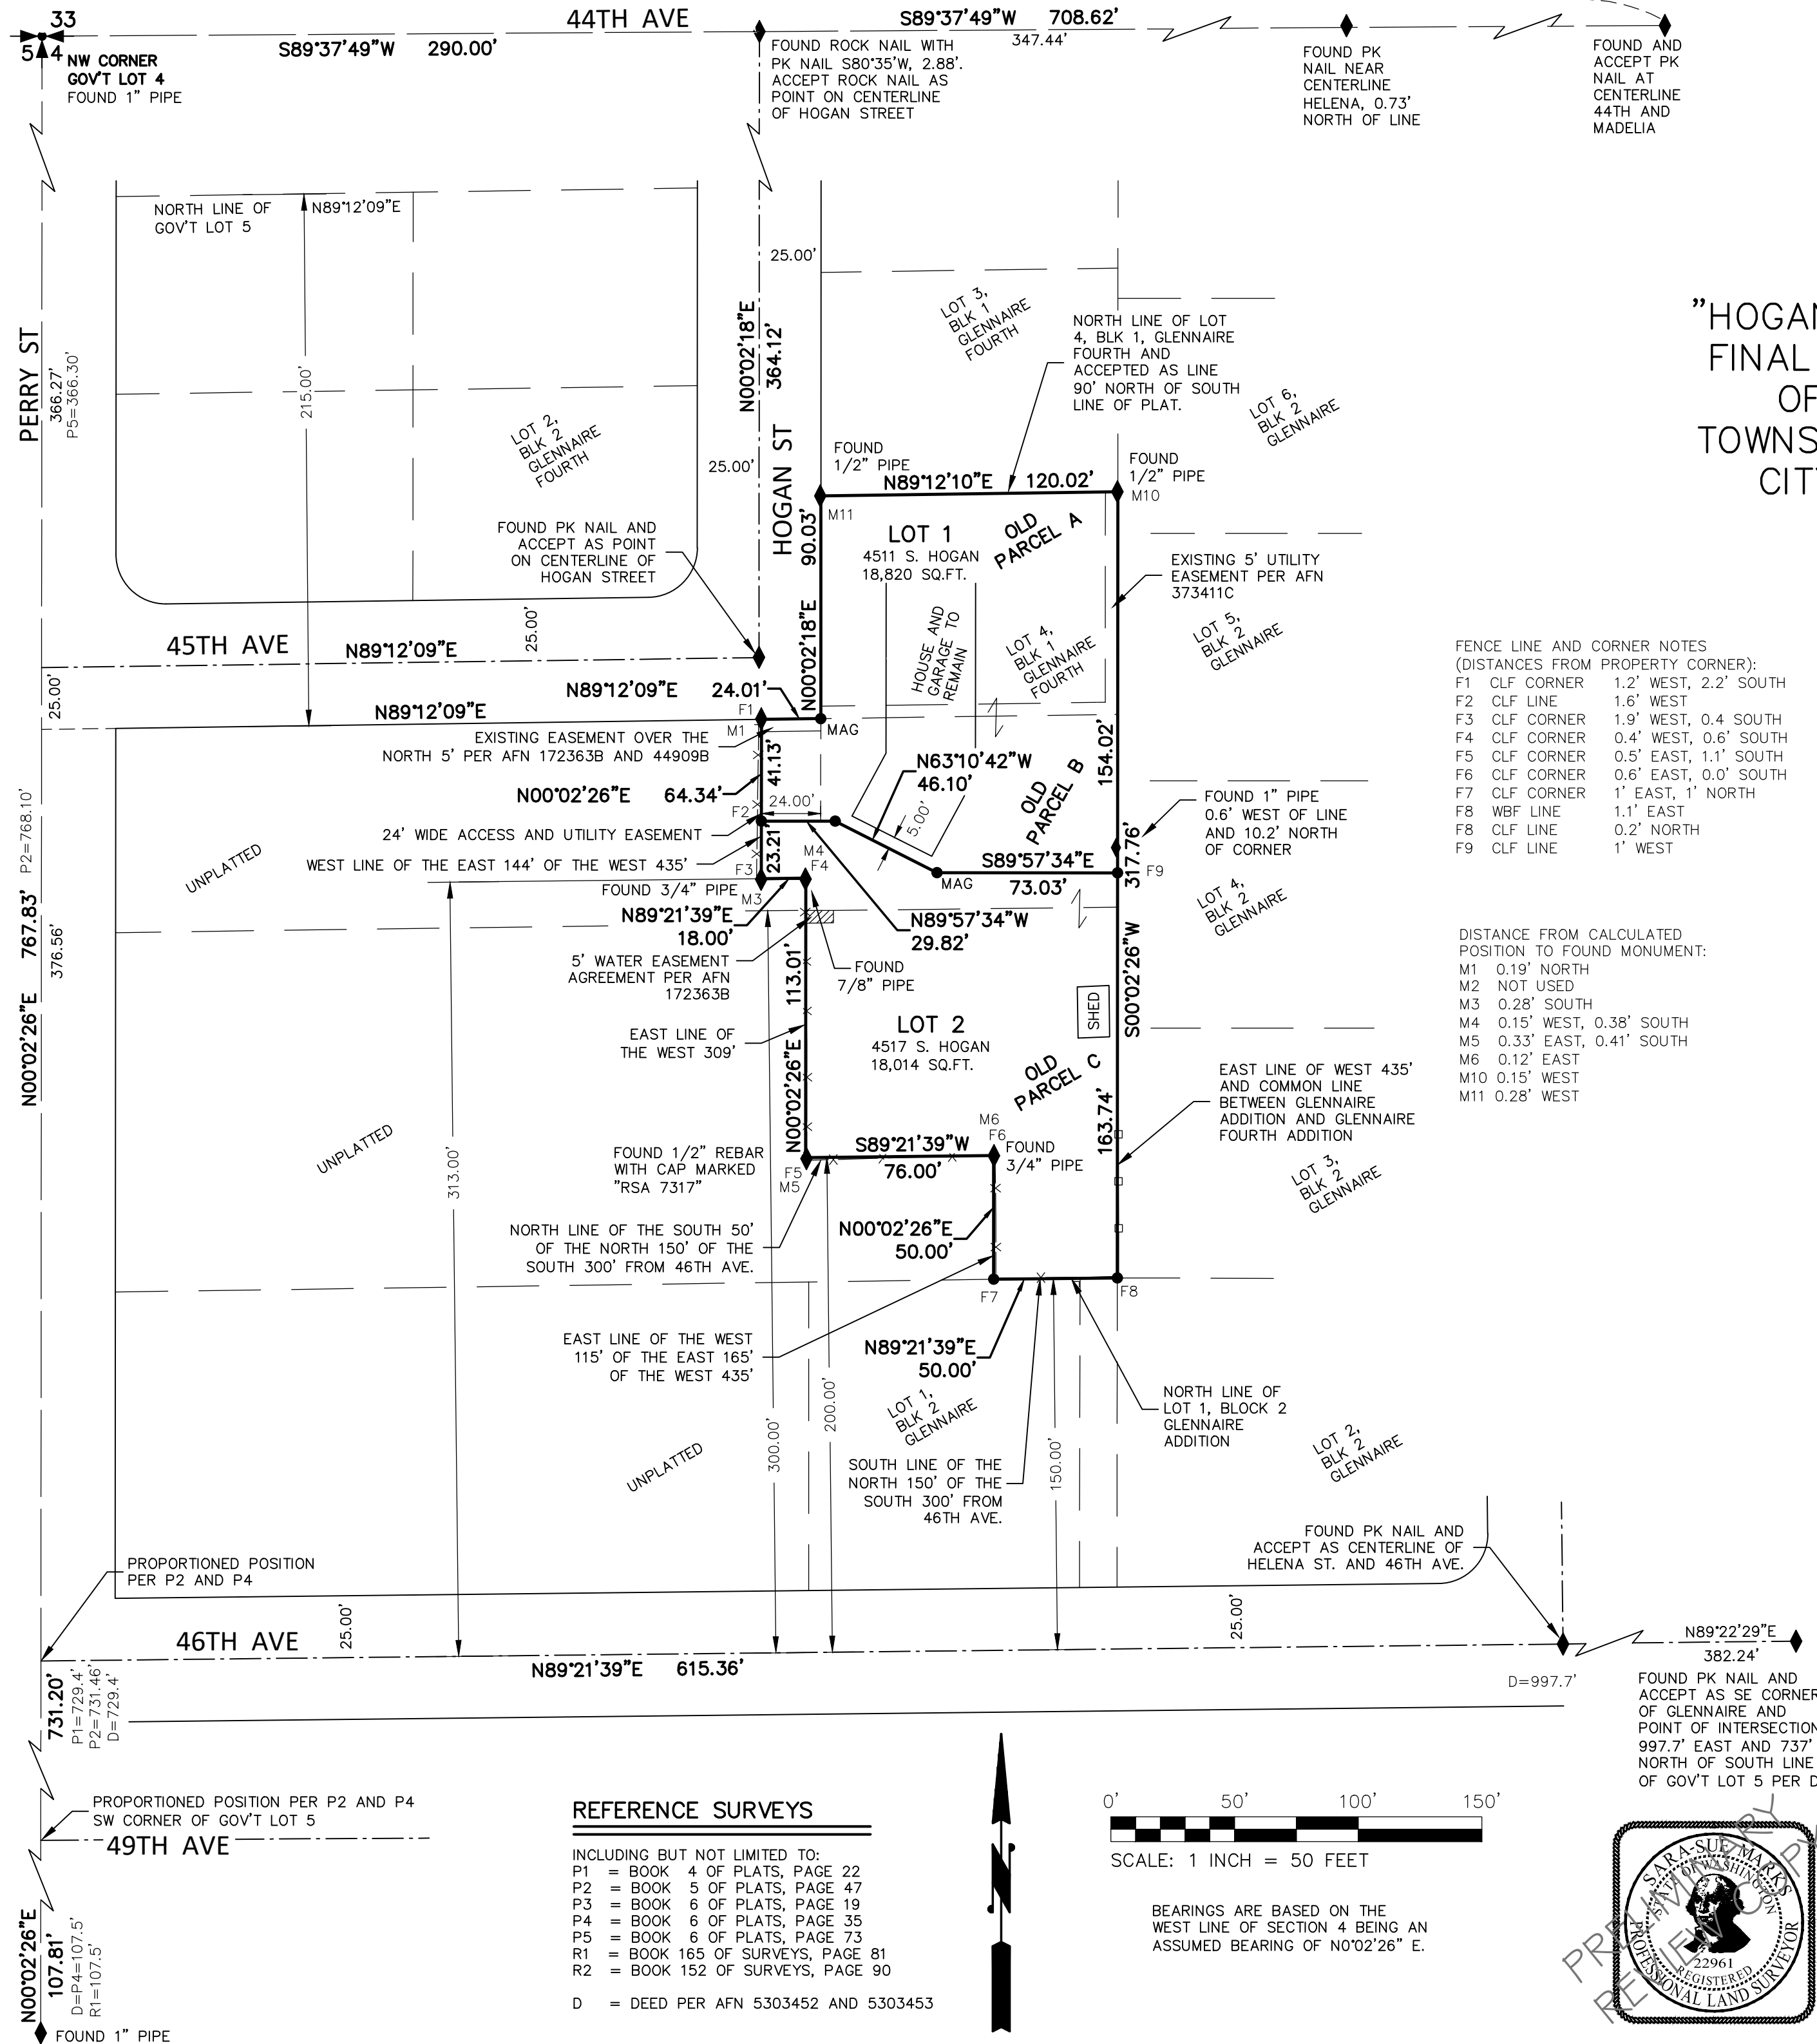 33
5 4
44TH AVE
S89°37'49"W 290.00'
S89°37'49"W 708.62'
347.44'
NW CORNER
GOV'T LOT 4
FOUND 1" PIPE
FOUND ROCK NAIL WITH
PK NAIL S80°35'W, 2.88'.
ACCEPT ROCK NAIL AS
POINT ON CENTERLINE
OF HOGAN STREET
FOUND PK
NAIL NEAR
CENTERLINE
HELENA, 0.73'
NORTH OF LINE
FOUND AND
ACCEPT PK
NAIL AT
CENTERLINE
44TH AND
MADELIA
NORTH LINE OF
GOV'T LOT 5
N89°12'09"E
25.00'
PERRY ST
366.27'
P5=366.30'
215.00'
N00°02'18"E
364.12'
HOGAN ST
25.00'
LOT 2,
BLK 2
GLENNAIRE
FOURTH
LOT 3,
BLK 1
GLENNAIRE
FOURTH
NORTH LINE OF LOT
4, BLK 1, GLENNAIRE
FOURTH AND
ACCEPTED AS LINE
90' NORTH OF SOUTH
LINE OF PLAT.
LOT 6,
BLK 2
GLENNAIRE
"HOGAN
FINAL
OF
TOWNS
CIT
FOUND
1/2" PIPE
N89°12'10"E 120.02'
FOUND
1/2" PIPE
M10
M11
FOUND PK NAIL AND
ACCEPT AS POINT
ON CENTERLINE OF
HOGAN STREET
90.03'
N00°02'18"E
LOT 1
4511 S. HOGAN
18,820 SQ.FT.
OLD
PARCEL A
EXISTING 5' UTILITY
EASEMENT PER AFN
373411C
LOT 5,
BLK 2
GLENNAIRE
HOUSE AND
GARAGE TO
REMAIN
LOT 4,
BLK 1
GLENNAIRE
FOURTH
45TH AVE
N89°12'09"E
25.00'
25.00'
N89°12'09"E 24.01'
N89°12'09"E
F1
M1
MAG
EXISTING EASEMENT OVER THE
NORTH 5' PER AFN 172363B AND 44909B
41.13'
N00°02'26"E 64.34'
24.00'
F2
24' WIDE ACCESS AND UTILITY EASEMENT
WEST LINE OF THE EAST 144' OF THE WEST 435'
23.21'
N63°10'42"W
46.10'
5.00'
OLD
PARCEL B
154.02'
317.76'
FOUND 1" PIPE
0.6' WEST OF LINE
AND 10.2' NORTH
OF CORNER
M4
F4
F3
FOUND 3/4" PIPE
M3
S89°57'34"E
73.03'
MAG
F9
N89°21'39"E
18.00'
N89°57'34"W
29.82'
LOT 4,
BLK 2
GLENNAIRE
UNPLATTED
FENCE LINE AND CORNER NOTES
(DISTANCES FROM PROPERTY CORNER):
F1 CLF CORNER 1.2' WEST, 2.2' SOUTH
F2 CLF LINE 1.6' WEST
F3 CLF CORNER 1.9' WEST, 0.4 SOUTH
F4 CLF CORNER 0.4' WEST, 0.6' SOUTH
F5 CLF CORNER 0.5' EAST, 1.1' SOUTH
F6 CLF CORNER 0.6' EAST, 0.0' SOUTH
F7 CLF CORNER 1' EAST, 1' NORTH
F8 WBF LINE 1.1' EAST
F8 CLF LINE 0.2' NORTH
F9 CLF LINE 1' WEST
DISTANCE FROM CALCULATED
POSITION TO FOUND MONUMENT:
M1 0.19' NORTH
M2 NOT USED
M3 0.28' SOUTH
M4 0.15' WEST, 0.38' SOUTH
M5 0.33' EAST, 0.41' SOUTH
M6 0.12' EAST
M10 0.15' WEST
M11 0.28' WEST
P2=768.10'
767.83'
376.56'
N00°02'26"E
5' WATER EASEMENT
AGREEMENT PER AFN
172363B
FOUND
7/8" PIPE
113.01'
N00°02'26"E
EAST LINE OF
THE WEST 309'
LOT 2
4517 S. HOGAN
18,014 SQ.FT.
SHED
S00°02'26"W
OLD
PARCEL C
163.74'
EAST LINE OF WEST 435'
AND COMMON LINE
BETWEEN GLENNAIRE
ADDITION AND GLENNAIRE
FOURTH ADDITION
LOT 3,
BLK 2
GLENNAIRE
UNPLATTED
313.00'
FOUND 1/2" REBAR
WITH CAP MARKED
"RSA 7317"
F5
M5
S89°21'39"W
76.00'
M6
F6
FOUND
3/4" PIPE
NORTH LINE OF THE SOUTH 50'
OF THE NORTH 150' OF THE
SOUTH 300' FROM 46TH AVE.
N00°02'26"E
50.00'
F7
F8
EAST LINE OF THE WEST
115' OF THE EAST 165'
OF THE WEST 435'
N89°21'39"E
50.00'
LOT 1,
BLK 2
GLENNAIRE
NORTH LINE OF
LOT 1, BLOCK 2
GLENNAIRE
ADDITION
LOT 2,
BLK 2
GLENNAIRE
UNPLATTED
300.00'
200.00'
150.00'
SOUTH LINE OF THE
NORTH 150' OF THE
SOUTH 300' FROM
46TH AVE.
FOUND PK NAIL AND
ACCEPT AS CENTERLINE OF
HELENA ST. AND 46TH AVE.
PROPORTIONED POSITION
PER P2 AND P4
46TH AVE
25.00'
25.00'
N89°21'39"E 615.36'
N89°22'29"E
382.24'
D=997.7'
FOUND PK NAIL AND
ACCEPT AS SE CORNER
OF GLENNAIRE AND
POINT OF INTERSECTION
997.7' EAST AND 737'
NORTH OF SOUTH LINE
OF GOV'T LOT 5 PER D
731.20'
P1=729.4'
P2=731.46'
D=729.4'
PROPORTIONED POSITION PER P2 AND P4
SW CORNER OF GOV'T LOT 5
49TH AVE
N00°02'26"E
107.81'
D=P4=107.5'
R1=107.5'
FOUND 1" PIPE
REFERENCE SURVEYS
INCLUDING BUT NOT LIMITED TO:
P1 = BOOK 4 OF PLATS, PAGE 22
P2 = BOOK 5 OF PLATS, PAGE 47
P3 = BOOK 6 OF PLATS, PAGE 19
P4 = BOOK 6 OF PLATS, PAGE 35
P5 = BOOK 6 OF PLATS, PAGE 73
R1 = BOOK 165 OF SURVEYS, PAGE 81
R2 = BOOK 152 OF SURVEYS, PAGE 90
D = DEED PER AFN 5303452 AND 5303453
N
0' 50' 100' 150'
SCALE: 1 INCH = 50 FEET
BEARINGS ARE BASED ON THE
WEST LINE OF SECTION 4 BEING AN
ASSUMED BEARING OF N0°02'26" E.
SARA-SUE MARKS
STATE OF WASHINGTON
22961
REGISTERED
PROFESSIONAL LAND SURVEYOR
PRELIMINARY
REVIEW COPY